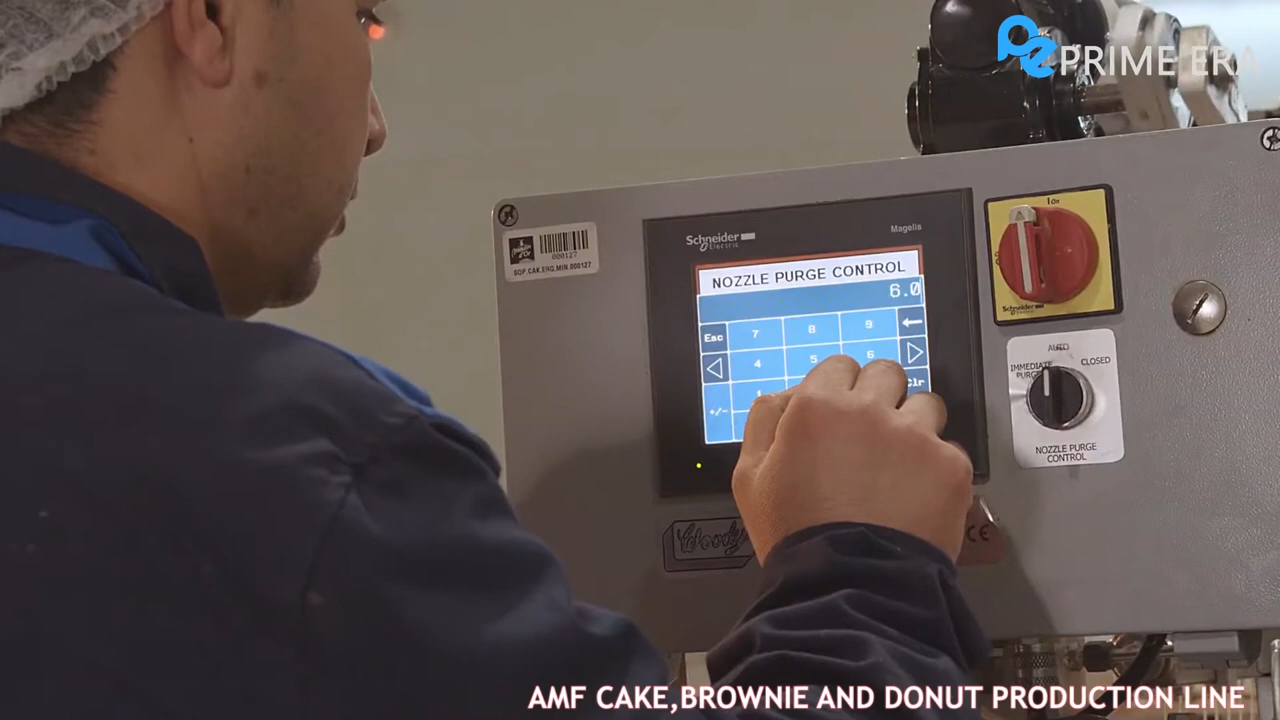 PRIME ERA
Schneider
Electric
Magelis
000127
SOP.CAK.ERG.MIN.000127
NOZZLE PURGE CONTROL
6.0
Esc
7
8
9
4
5
6
1
Clr
+/-
I On
Schneider
AUTO
IMMEDIATE
PURGE
CLOSED
NOZZLE PURGE
CONTROL
Woody
CE
AMF CAKE,BROWNIE AND DONUT PRODUCTION LINE